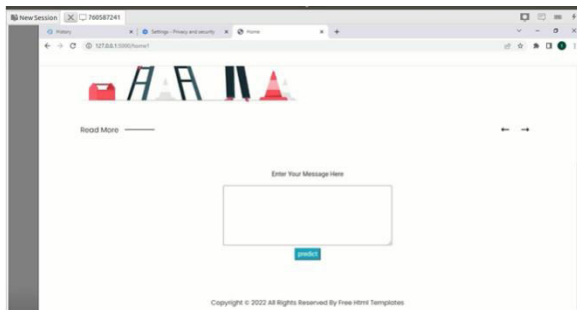 New Session
760587241
History
Settings - Privacy and security
Home
127.0.0.1:5000/home1
Read More
Enter Your Message Here
predict
Copyright © 2022 All Rights Reserved By Free Html Templates